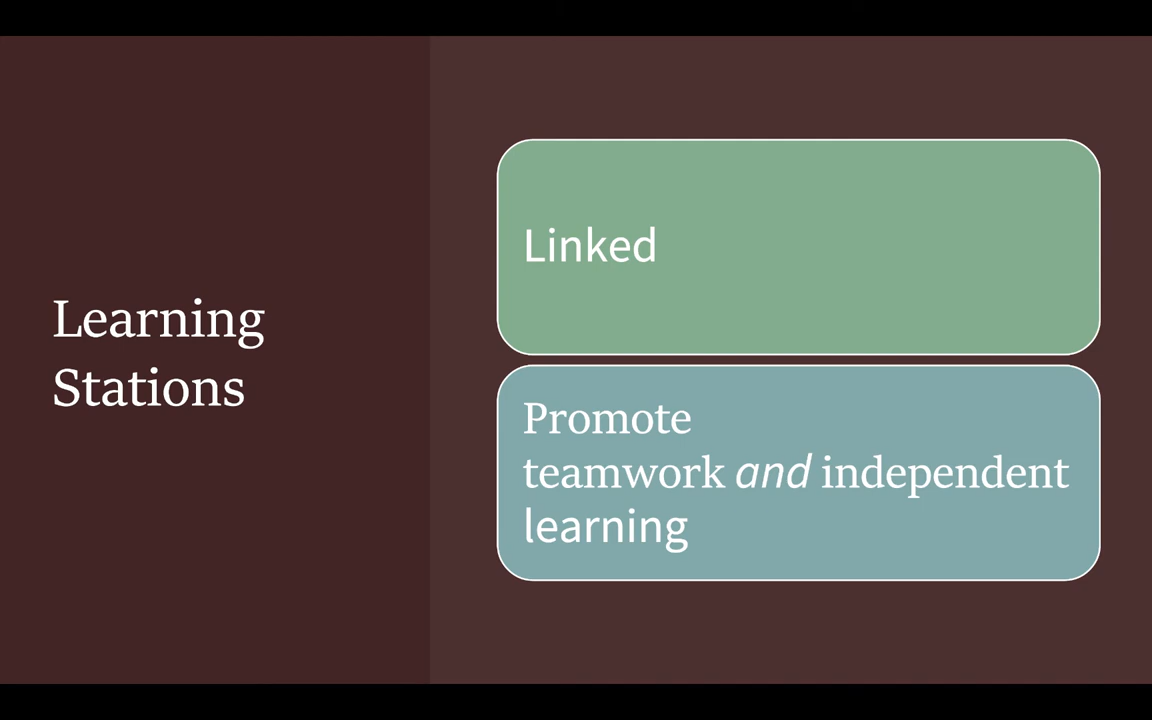 Learning
Stations
Linked
Promote
teamwork and independent
learning